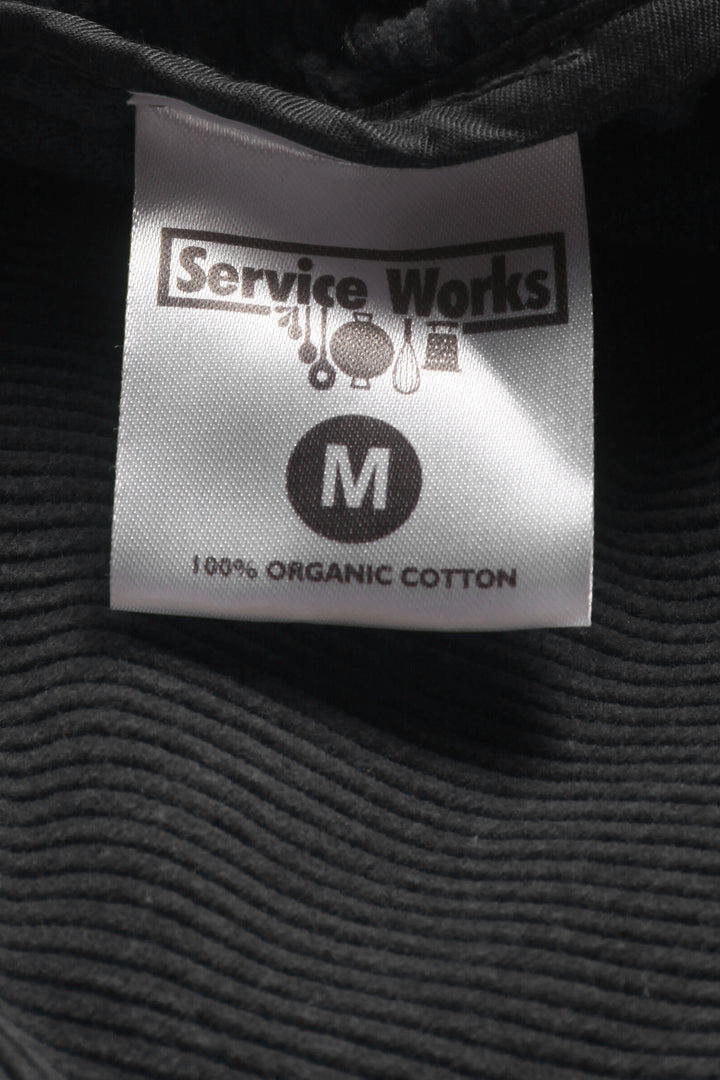 Service Works
M
100% ORGANIC COTTON